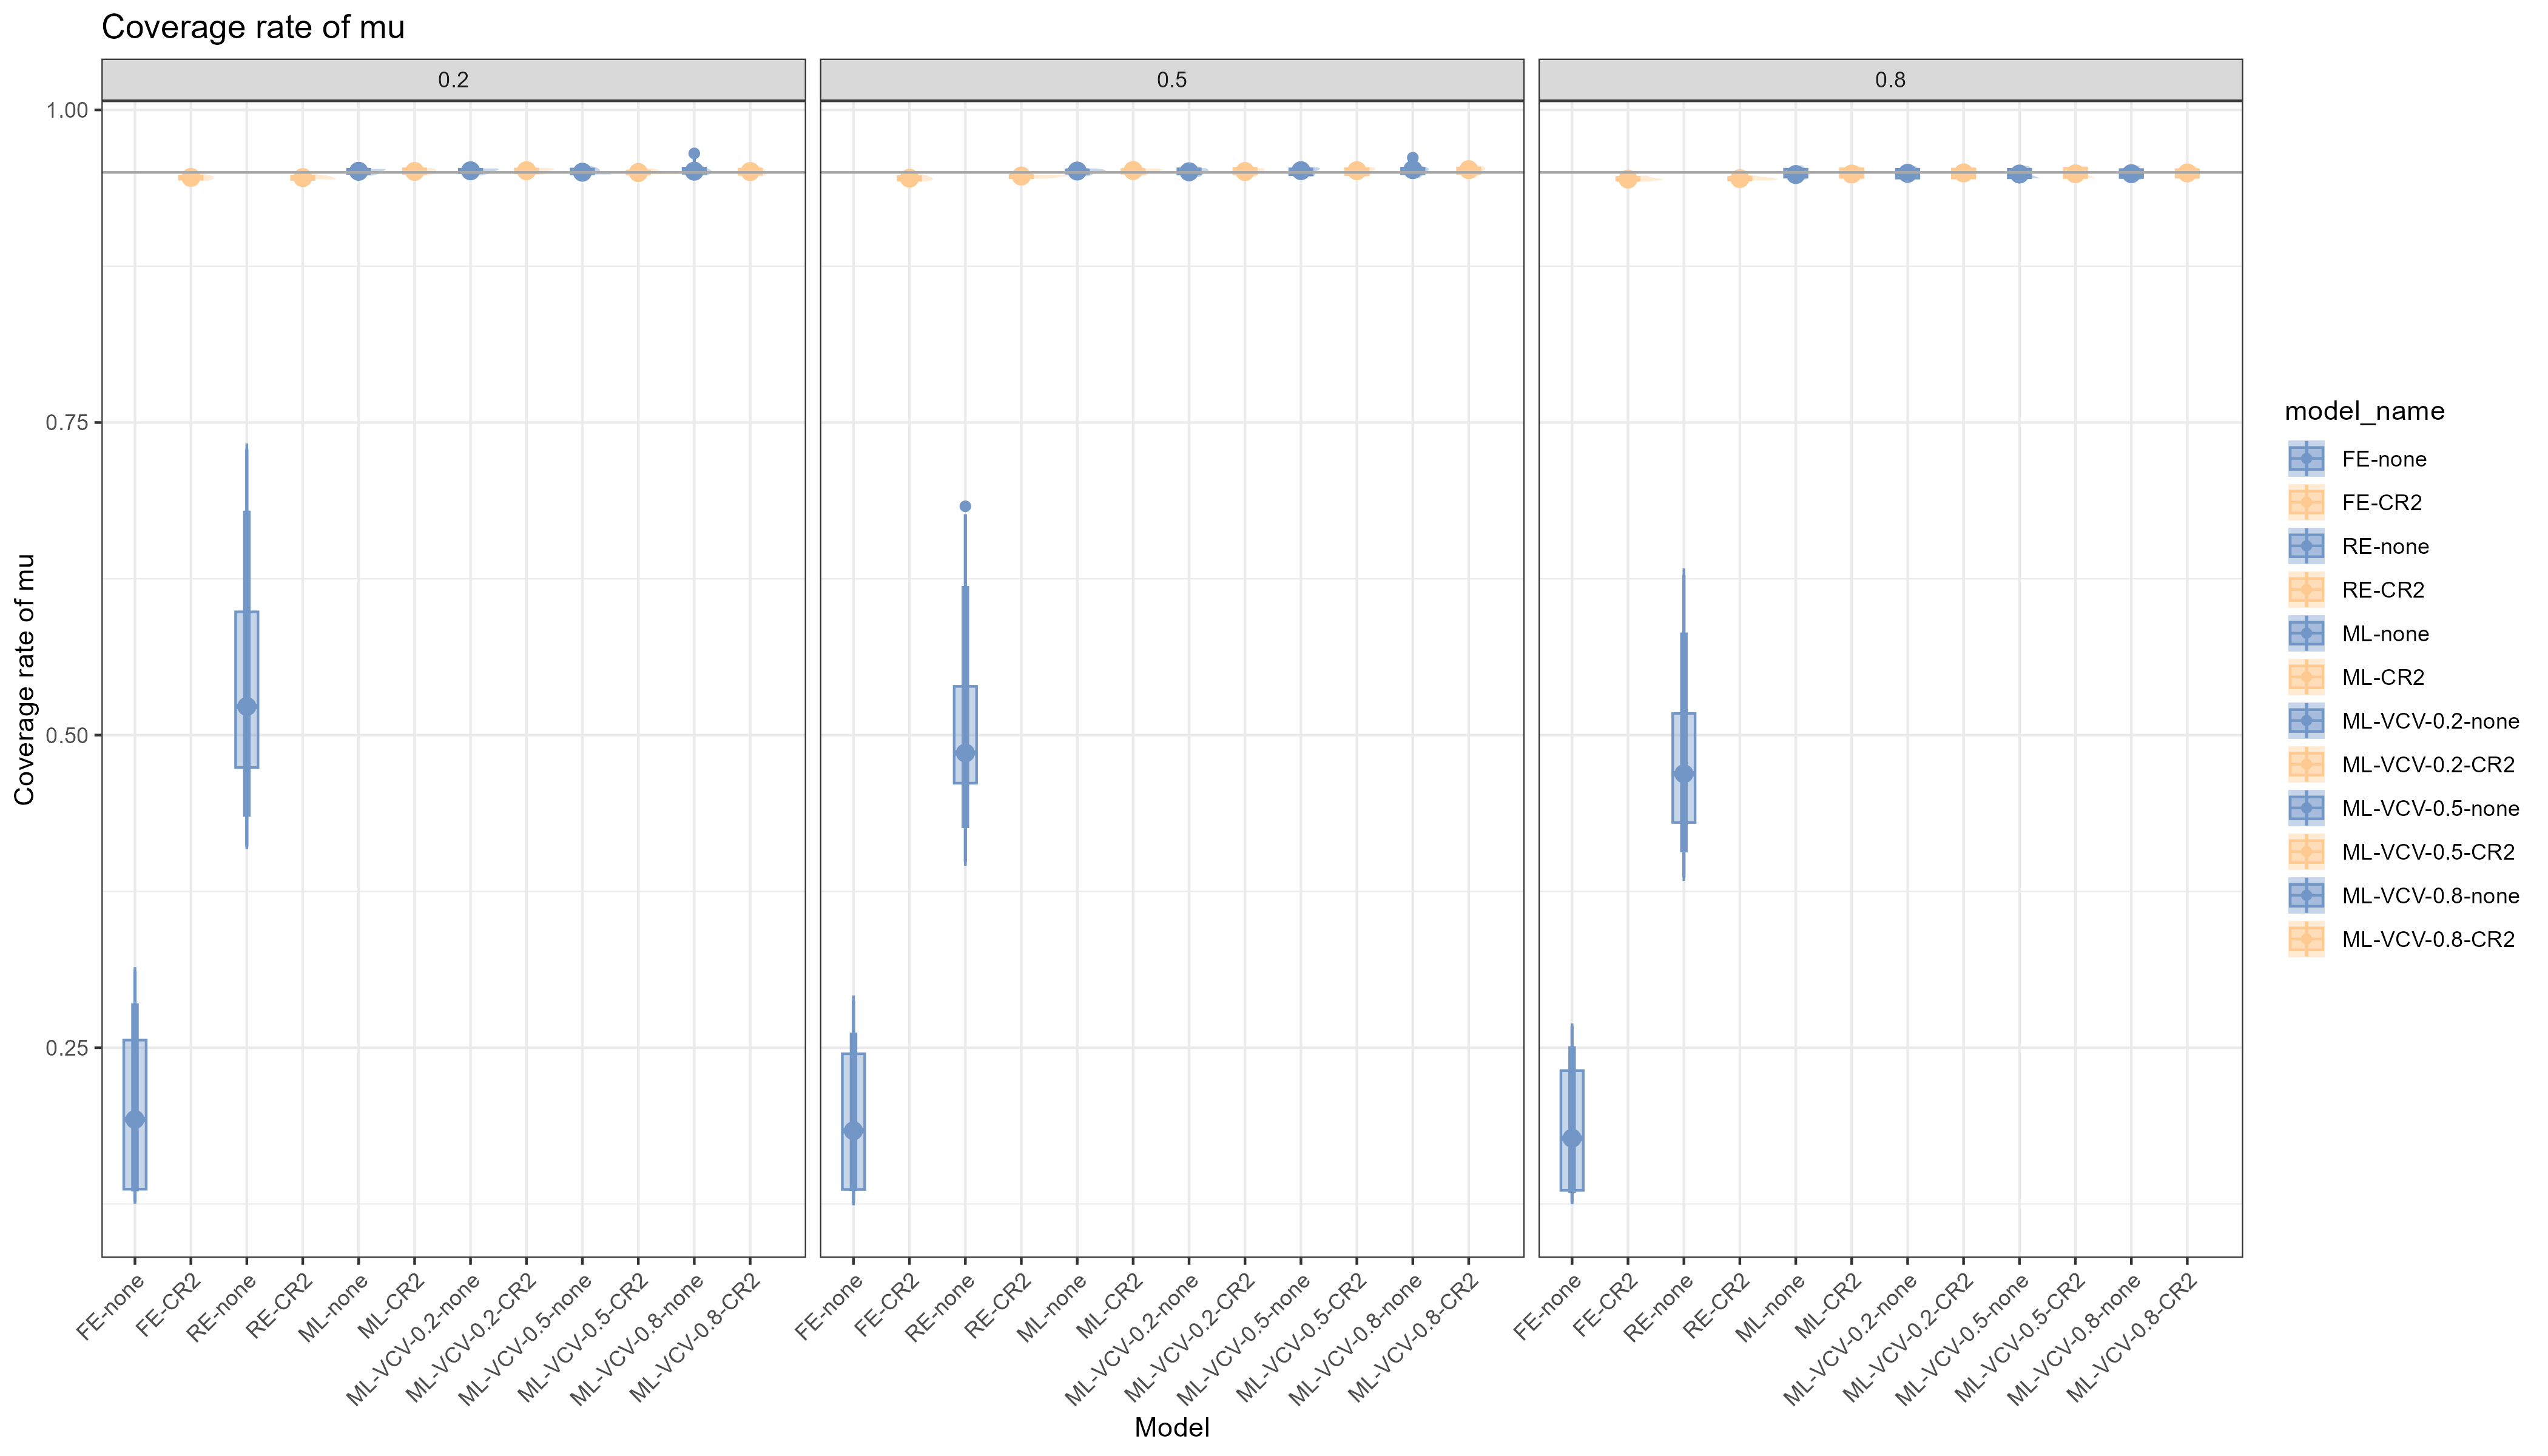 Coverage rate of mu
0.2
0.5
0.8
1.00
0.75
0.50
0.25
Coverage rate of mu
FE-none
FE-CR2
RE-none
RE-CR2
ML-none
ML-CR2
ML-VCV-0.2-none
ML-VCV-0.2-CR2
ML-VCV-0.5-none
ML-VCV-0.5-CR2
ML-VCV-0.8-none
ML-VCV-0.8-CR2
FE-none
FE-CR2
RE-none
RE-CR2
ML-none
ML-CR2
ML-VCV-0.2-none
ML-VCV-0.2-CR2
ML-VCV-0.5-none
ML-VCV-0.5-CR2
ML-VCV-0.8-none
ML-VCV-0.8-CR2
FE-none
FE-CR2
RE-none
RE-CR2
ML-none
ML-CR2
ML-VCV-0.2-none
ML-VCV-0.2-CR2
ML-VCV-0.5-none
ML-VCV-0.5-CR2
ML-VCV-0.8-none
ML-VCV-0.8-CR2
Model
model_name
FE-none
FE-CR2
RE-none
RE-CR2
ML-none
ML-CR2
ML-VCV-0.2-none
ML-VCV-0.2-CR2
ML-VCV-0.5-none
ML-VCV-0.5-CR2
ML-VCV-0.8-none
ML-VCV-0.8-CR2